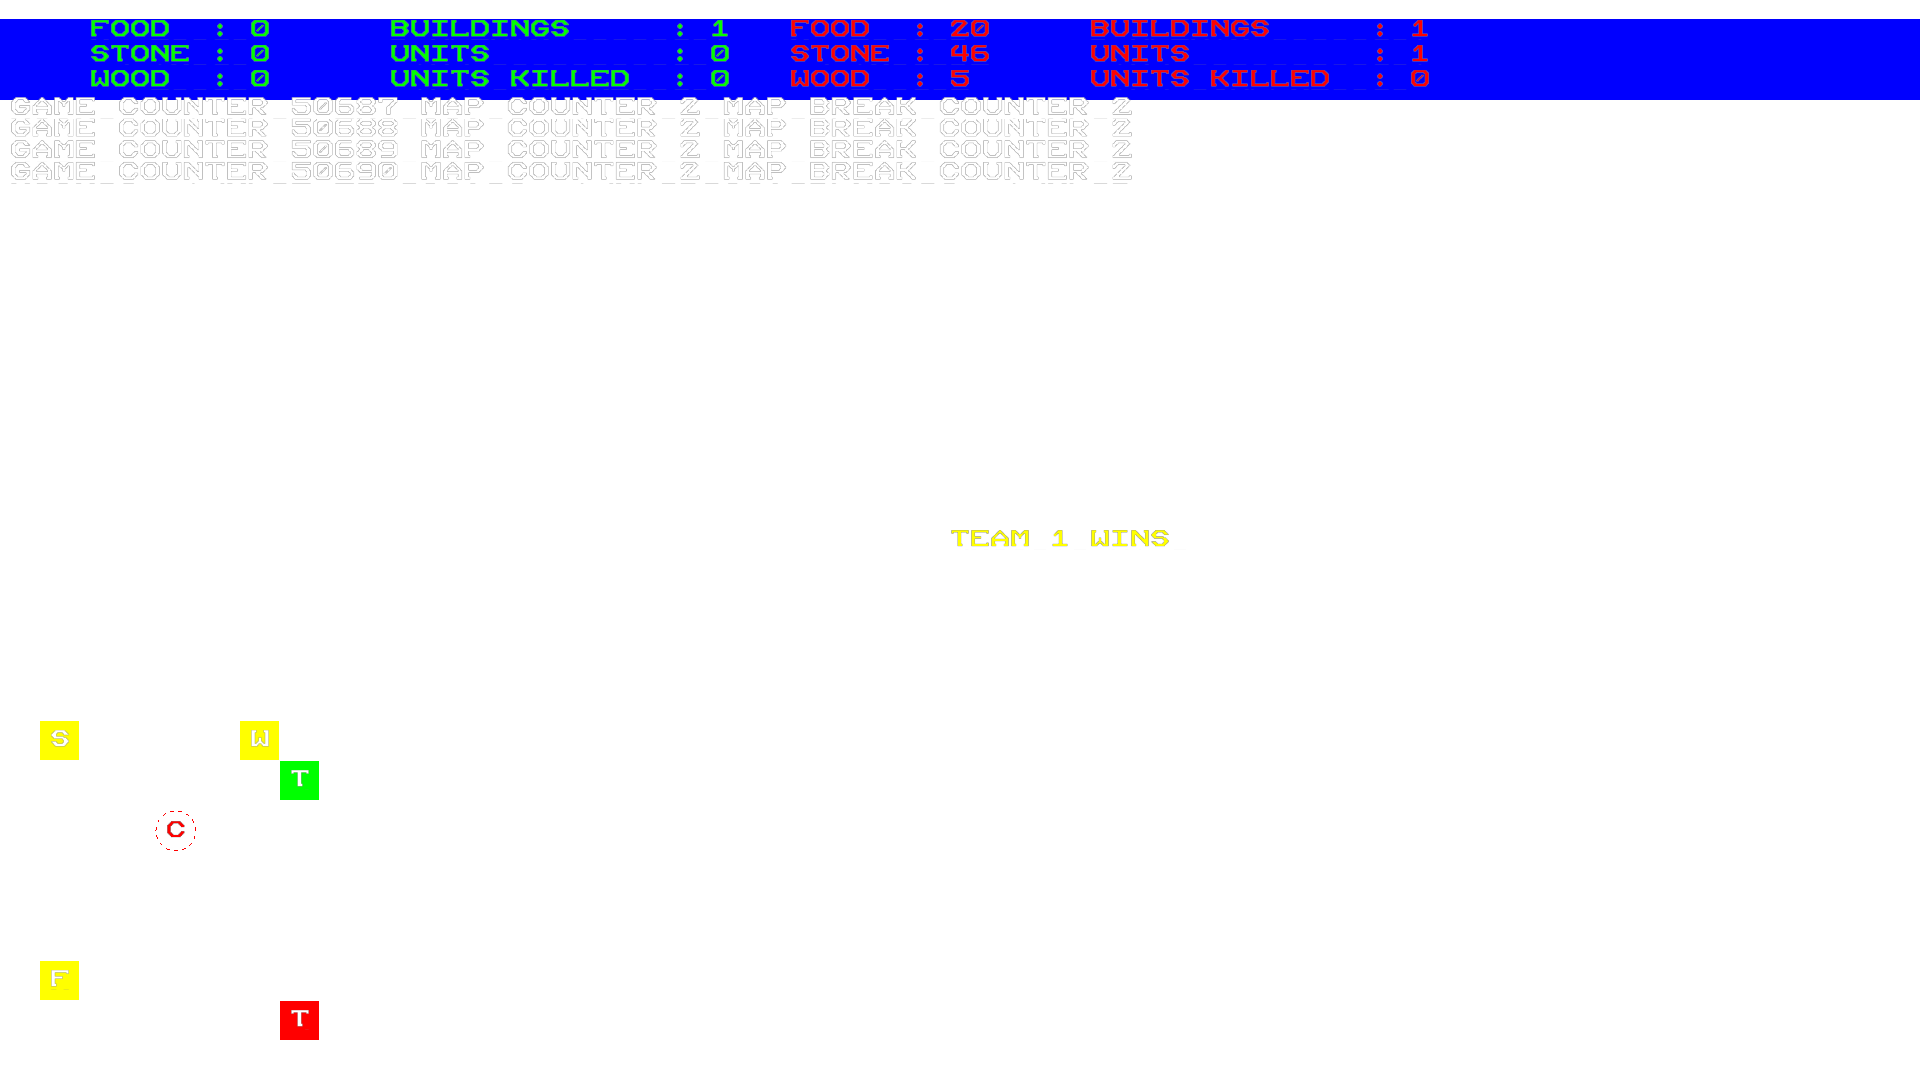 FOOD : 0 BUILDINGS : 1 FOOD : 20 BUILDINGS : 1
STONE : 0 UNITS : 0 STONE : 46 UNITS : 1
WOOD : 0 UNITS KILLED : 0 WOOD : 5 UNITS KILLED : 0
GAME COUNTER 50687 MAP COUNTER 2 MAP BREAK COUNTER 2
GAME COUNTER 50688 MAP COUNTER 2 MAP BREAK COUNTER 2
GAME COUNTER 50689 MAP COUNTER 2 MAP BREAK COUNTER 2
GAME COUNTER 50690 MAP COUNTER 2 MAP BREAK COUNTER 2
TEAM 1 WINS
S W
T
C
F
T